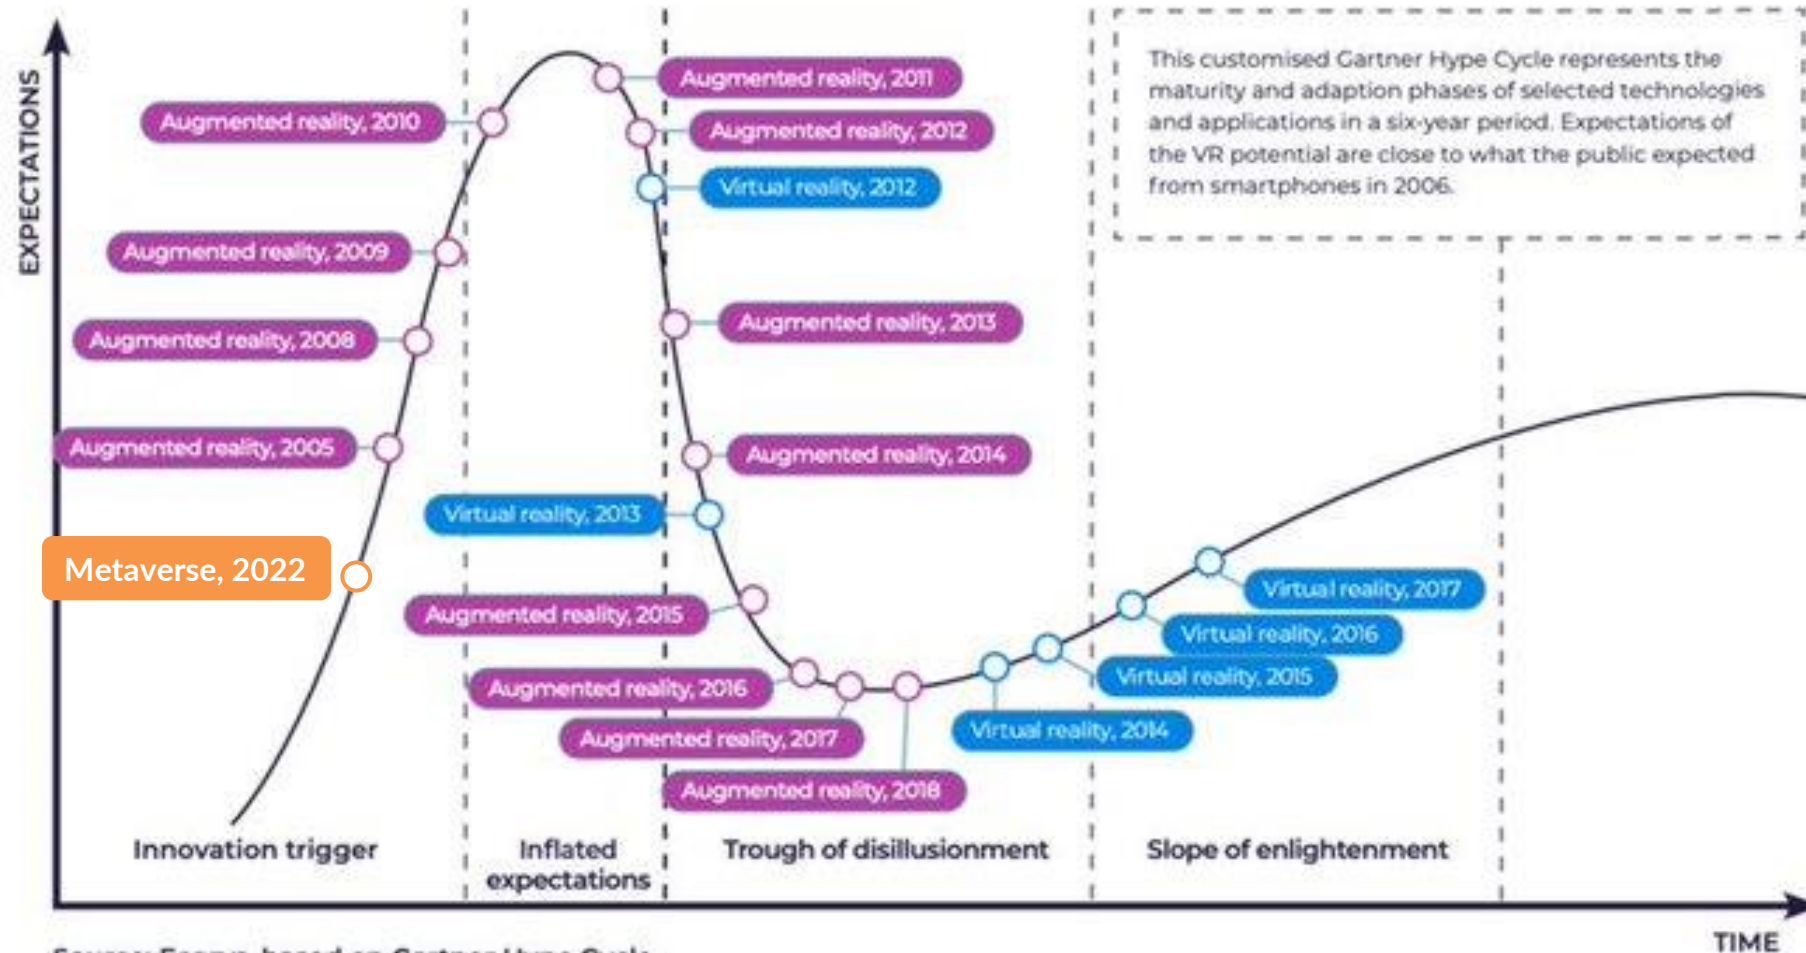 EXPECTATIONS
This customised Gartner Hype Cycle represents the
maturity and adaption phases of selected technologies
and applications in a six-year period. Expectations of
the VR potential are close to what the public expected
from smartphones in 2006.
Augmented reality, 2011
Augmented reality, 2010
Augmented reality, 2012
Virtual reality, 2012
Augmented reality, 2009
Augmented reality, 2013
Augmented reality, 2008
Augmented reality, 2005
Augmented reality, 2014
Virtual reality, 2013
Metaverse, 2022
Virtual reality, 2017
Augmented reality, 2015
Virtual reality, 2016
Virtual reality, 2015
Augmented reality, 2016
Virtual reality, 2014
Augmented reality, 2017
Augmented reality, 2018
Innovation trigger
Inflated
expectations
Trough of disillusionment
Slope of enlightenment
TIME
based on Gartner Hype Cycle